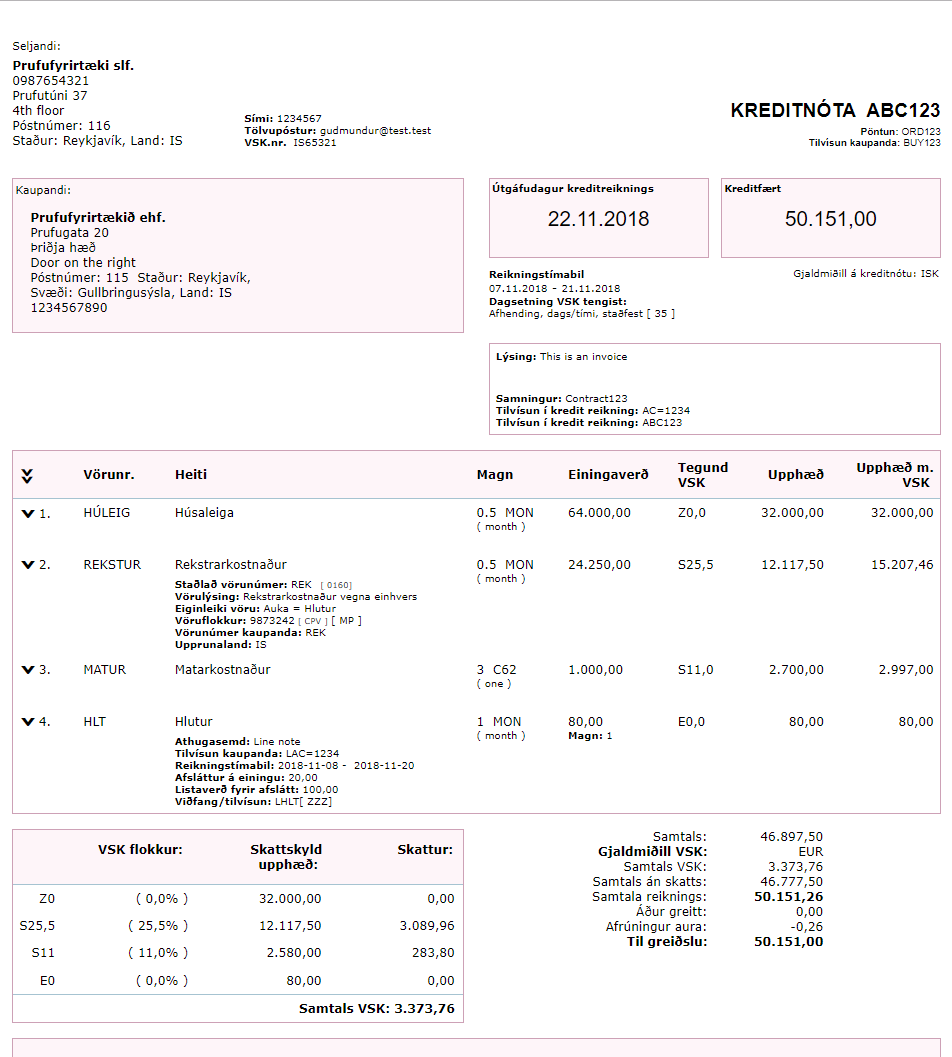 Seljandi:
Prufufyrirtæki slf.
0987654321
Prufutúni 37
4th floor
Póstnúmer: 116
Staður: Reykjavík, Land: IS
Sími: 1234567
Tölvupóstur: gudmundur@test.test
VSK.nr. IS65321
KREDITNÓTA ABC123
Pöntun: ORD123
Tilvísun kaupanda: BUY123
Kaupandi:
Prufufyrirtækið ehf.
Prufugata 20
Þriðja hæð
Door on the right
Póstnúmer: 115 Staður: Reykjavík,
Svæði: Gullbringusýsla, Land: IS
1234567890
Útgáfudagur kreditreiknings
22.11.2018
Kreditfært
50.151,00
Reikningstímabil
07.11.2018 - 21.11.2018
Dagsetning VSK tengist:
Afhending, dags/tími, staðfest [ 35 ]
Gjaldmiðill á kreditnótu: ISK
Lýsing: This is an invoice
Samningur: Contract123
Tilvísun í kredit reikning: AC=1234
Tilvísun í kredit reikning: ABC123
Vörunr. Heiti Magn Einingaverð Tegund VSK Upphæð Upphæð m. VSK
1. HÚLEIG Húsaleiga 0.5 MON 64.000,00 Z0,0 32.000,00 32.000,00
( month )
2. REKSTUR Rekstrarkostnaður 0.5 MON 24.250,00 S25,5 12.117,50 15.207,46
( month )
Staðlað vörunúmer: REK [ 0160]
Vörulýsing: Rekstrarkostnaður vegna einhvers
Eiginleiki vöru: Auka = Hlutur
Vöruflokkur: 9873242 [ CPV ] [ MP ]
Vörunúmer kaupanda: REK
Upprunaland: IS
3. MATUR Matarkostnaður 3 C62 1.000,00 S11,0 2.700,00 2.997,00
( one )
4. HLT Hlutur 1 MON 80,00 E0,0 80,00 80,00
( month ) Magn: 1
Athugasemd: Line note
Tilvísun kaupanda: LAC=1234
Reikningstímabil: 2018-11-08 - 2018-11-20
Afsláttur á einingu: 20,00
Listaverð fyrir afslátt: 100,00
Viðfang/tilvísun: LHLT[ ZZZ]
VSK flokkur: Skattskyld upphæð: Skattur:
Z0 ( 0,0% ) 32.000,00 0,00
S25,5 ( 25,5% ) 12.117,50 3.089,96
S11 ( 11,0% ) 2.580,00 283,80
E0 ( 0,0% ) 80,00 0,00
Samtals VSK: 3.373,76
Samtals: 46.897,50
Gjaldmiðill VSK: EUR
Samtals VSK: 3.373,76
Samtals án skatts: 46.777,50
Samtala reiknings: 50.151,26
Áður greitt: 0,00
Afrúningur aura: -0,26
Til greiðslu: 50.151,00